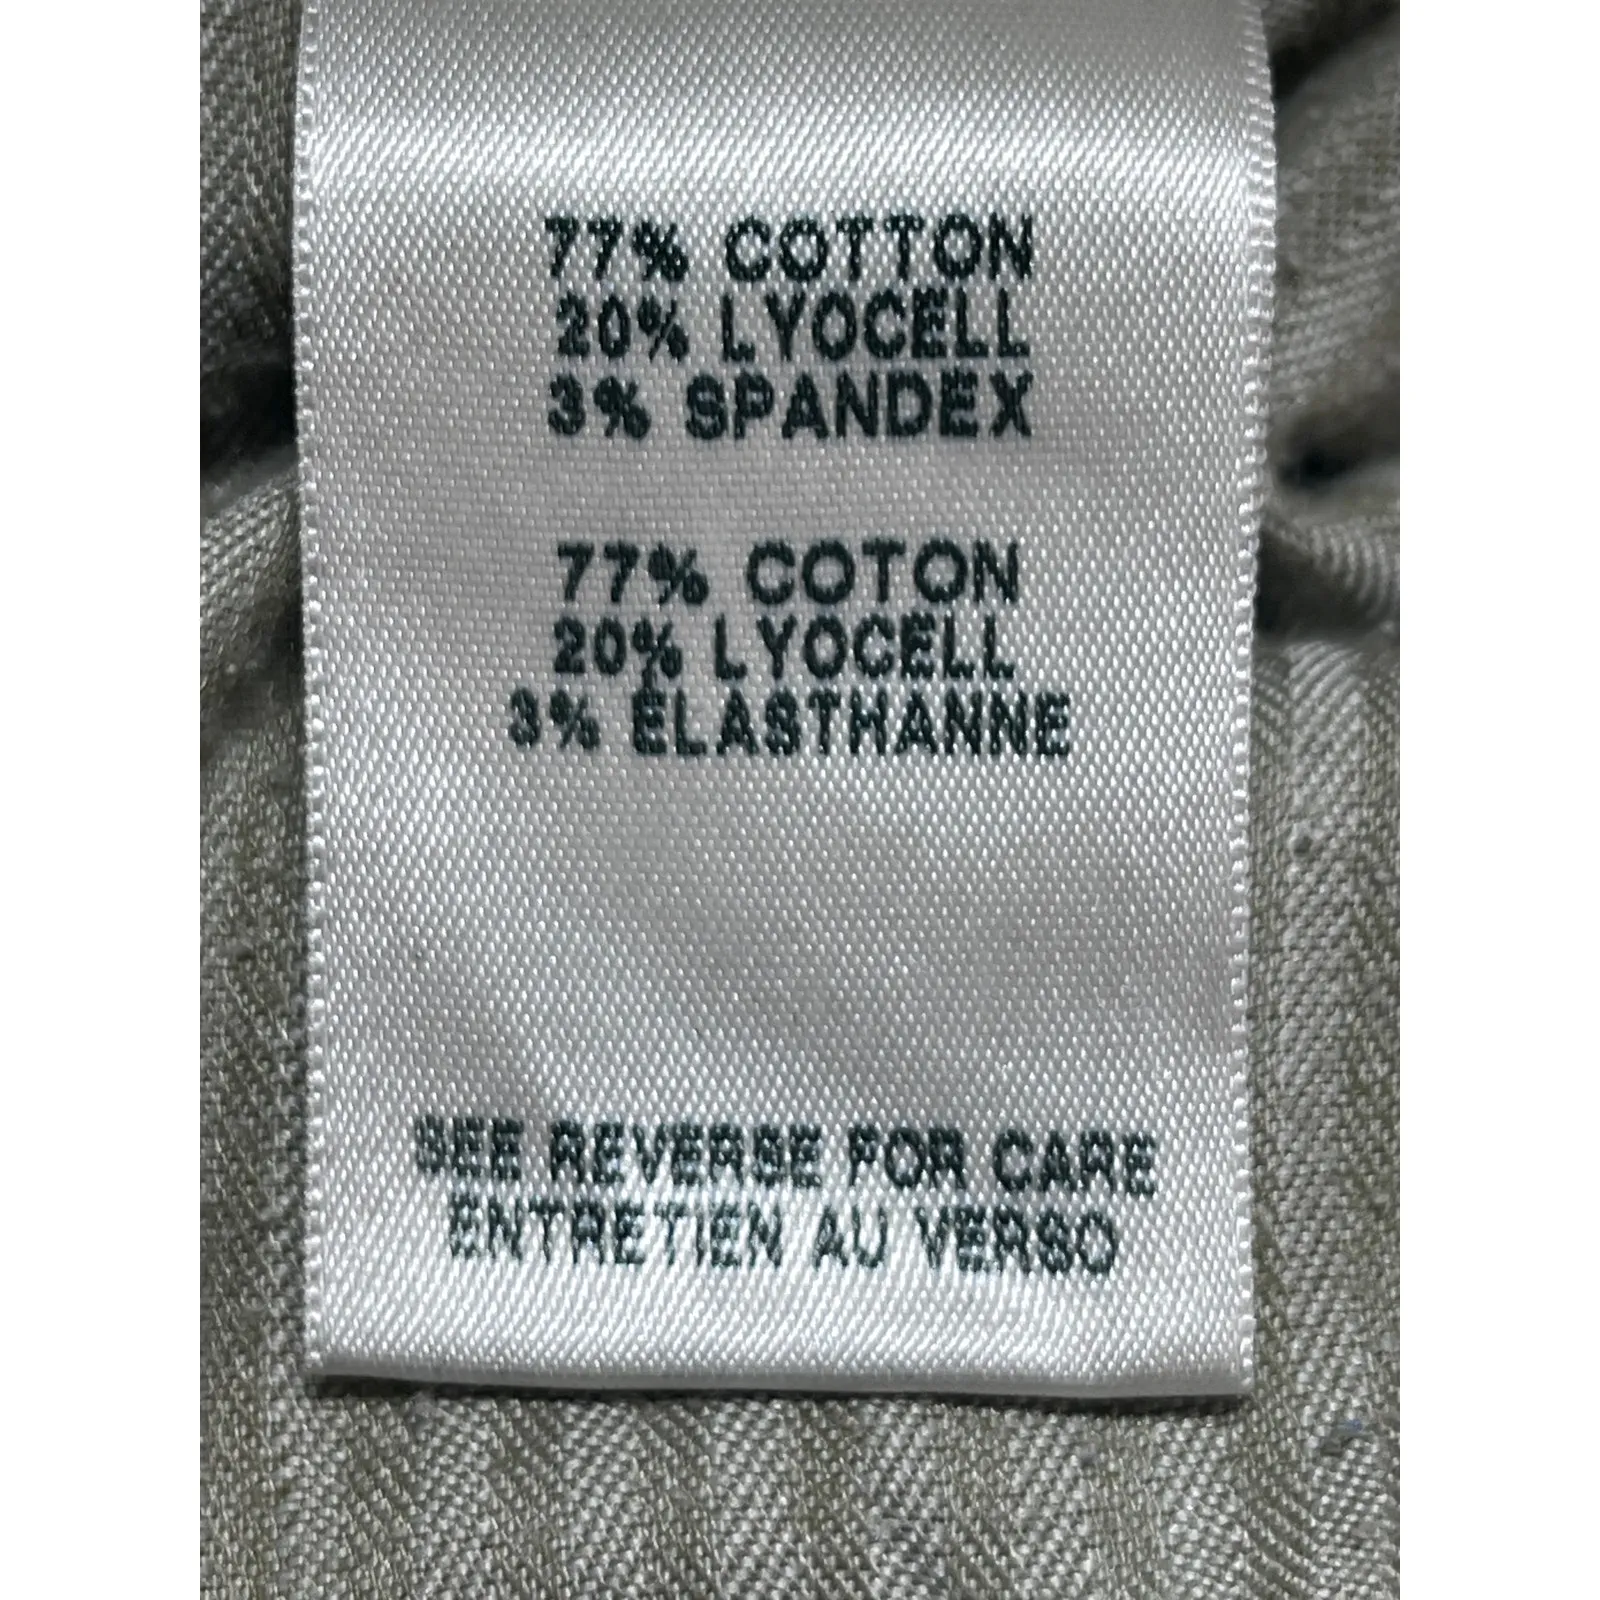 77% COTTON
20% LYOCELL
3% SPANDEX
77% COTON
20% LYOCELL
3% ÉLASTHANNE
SEE REVERSE FOR CARE
ENTRETIEN AU VERSO